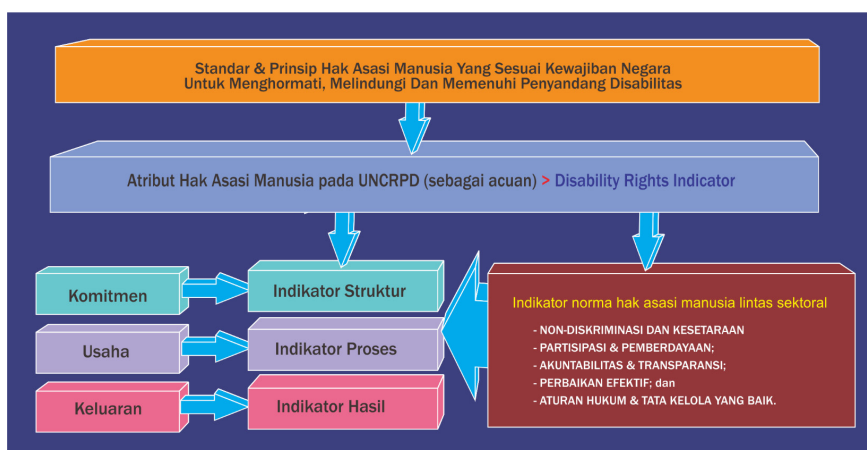 Standar & Prinsip Hak Asasi Manusia Yang Sesuai Kewajiban Negara
Untuk Menghormati, Melindungi Dan Memenuhi Penyandang Disabilitas
Atribut Hak Asasi Manusia pada UNCRPD (sebagai acuan) > Disability Rights Indicator
Komitmen
Indikator Struktur
Usaha
Indikator Proses
Keluaran
Indikator Hasil
Indikator norma hak asasi manusia lintas sektoral
- NON-DISKRIMINASI DAN KESETARAAN
- PARTISIPASI & PEMBERDAYAAN;
- AKUNTABILITAS & TRANSPARANSI;
- PERBAIKAN EFEKTIF; dan
- ATURAN HUKUM & TATA KELOLA YANG BAIK.